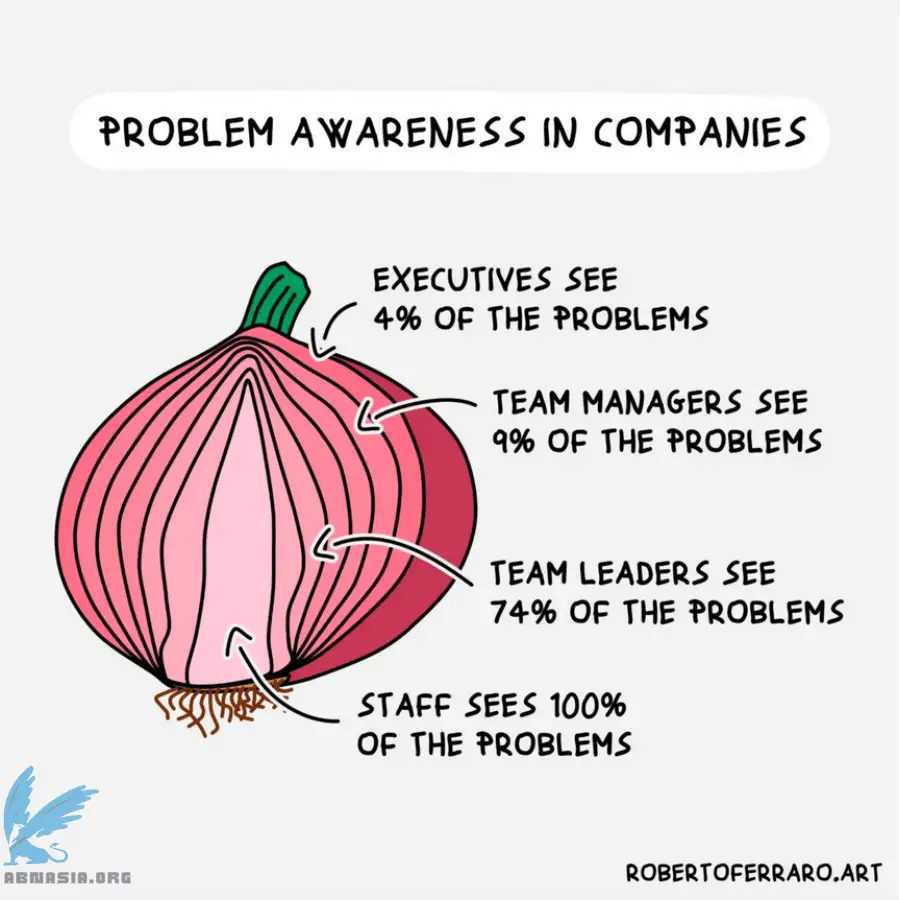 PROBLEM AWARENESS IN COMPANIES
EXECUTIVES SEE
4% OF THE PROBLEMS
TEAM MANAGERS SEE
9% OF THE PROBLEMS
TEAM LEADERS SEE
74% OF THE PROBLEMS
STAFF SEES 100%
OF THE PROBLEMS
ABNASIA.ORG
ROBERTOFERRARO.ART